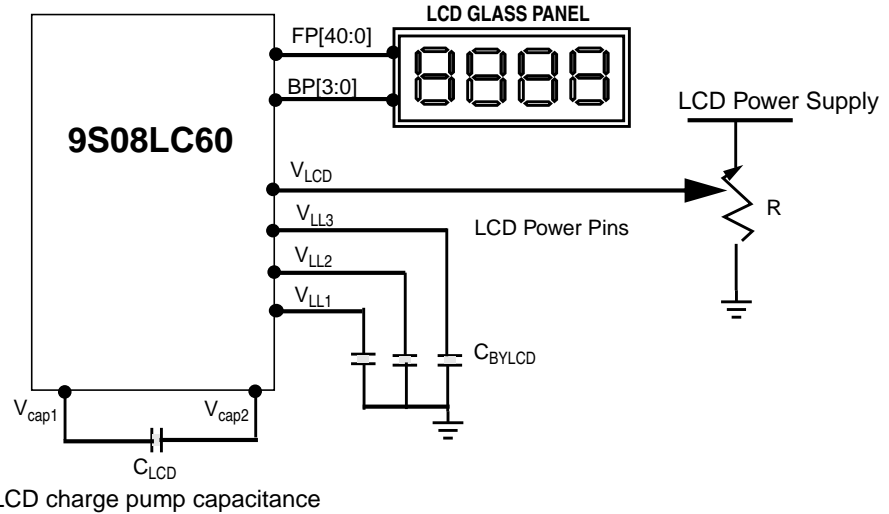 LCD GLASS PANEL
FP[40:0]
BP[3:0]
LCD Power Supply
9S08LC60
VLCD
R
VLL3
LCD Power Pins
VLL2
VLL1
CBYLCD
Vcap1
Vcap2
CLCD
LCD charge pump capacitance